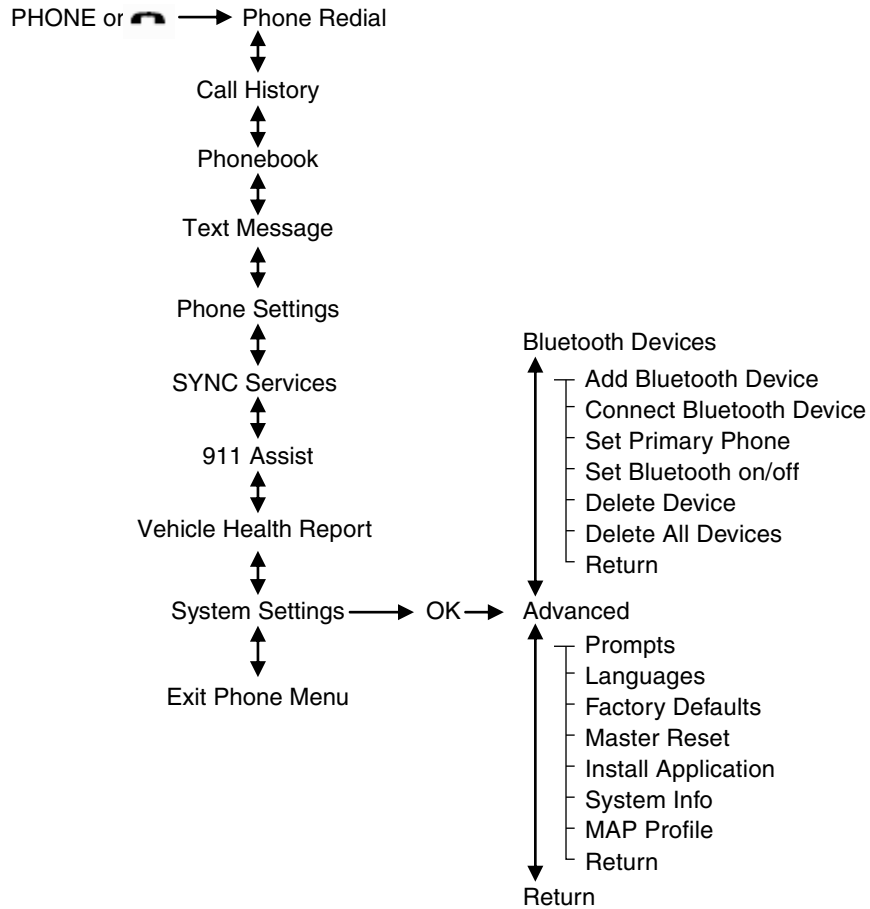 PHONE or
Phone Redial
Call History
Phonebook
Text Message
Phone Settings
SYNC Services
911 Assist
Vehicle Health Report
System Settings
Exit Phone Menu
OK
Bluetooth Devices
Add Bluetooth Device
Connect Bluetooth Device
Set Primary Phone
Set Bluetooth on/off
Delete Device
Delete All Devices
Return
Advanced
Prompts
Languages
Factory Defaults
Master Reset
Install Application
System Info
MAP Profile
Return
Return